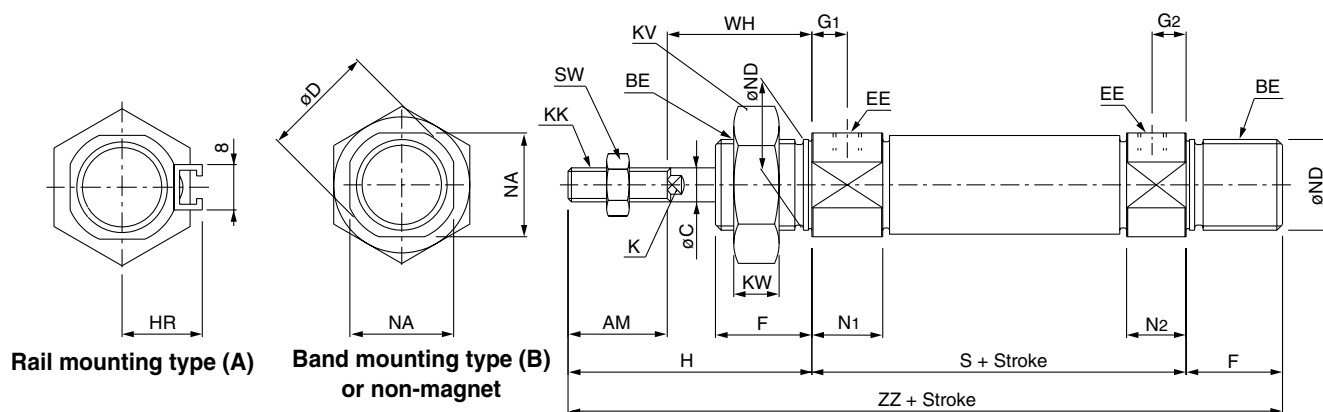 8
HR
Rail mounting type (A)
øD
NA
NA
Band mounting type (B)
or non-magnet
WH
G1
G2
KV
SW
BE
øND
EE
EE
BE
KK
øND
K
øC
KW
AM
F
N1
N2
H
S + Stroke
F
ZZ + Stroke